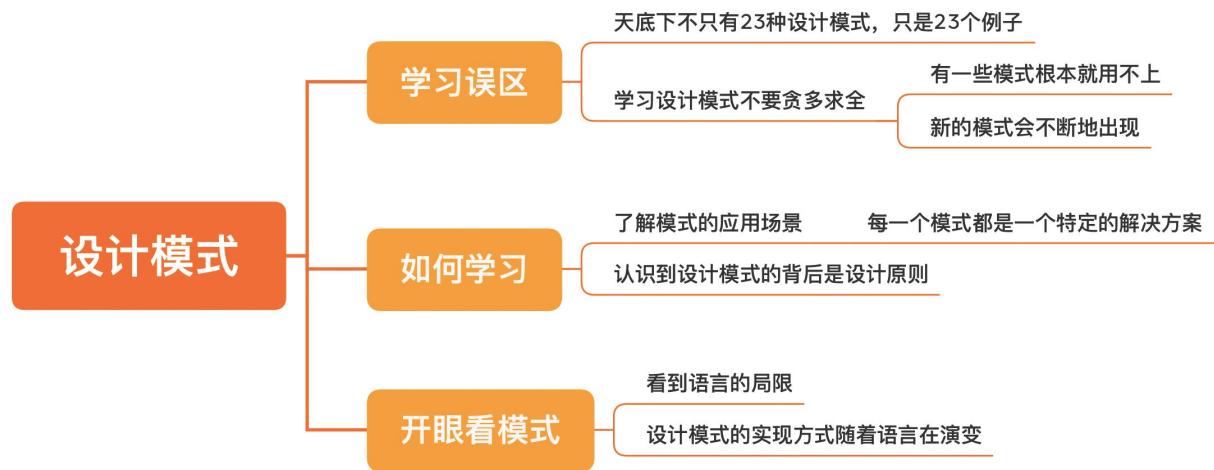 设计模式
学习误区
天底下不只有23种设计模式，只是23个例子
学习设计模式不要贪多求全
有一些模式根本就用不上
新的模式会不断地出现
如何学习
了解模式的应用场景
每一个模式都是一个特定的解决方案
认识到设计模式的背后是设计原则
开眼看模式
看到语言的局限
设计模式的实现方式随着语言在演变